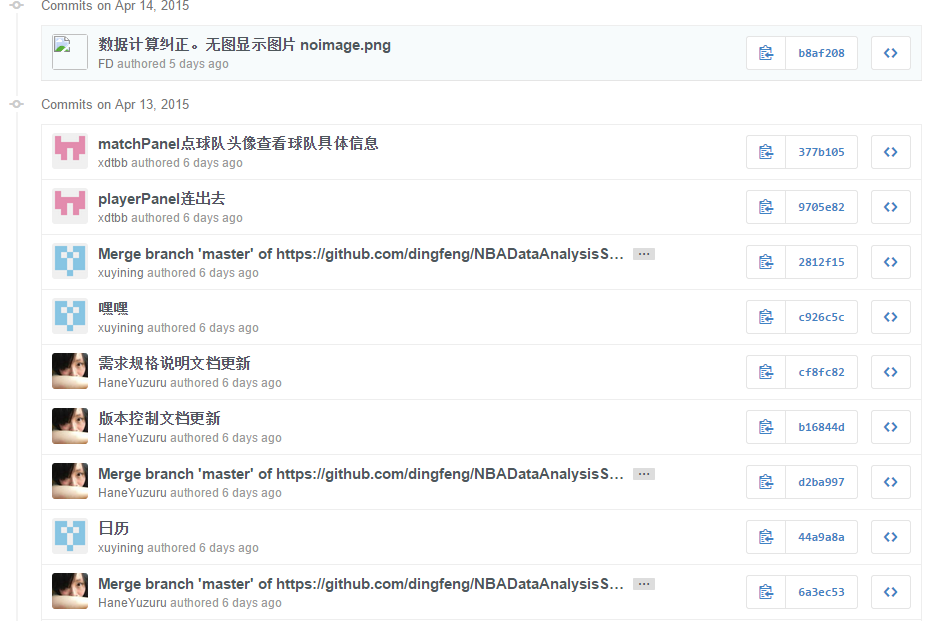 Commits on Apr 14, 2015
数据计算纠正。无图显示图片 noimage.png
b8af208
FD authored 5 days ago
Commits on Apr 13, 2015
matchPanel点球队头像查看球队具体信息
377b105
xdtbb authored 6 days ago
playerPanel连出去
9705e82
xdtbb authored 6 days ago
Merge branch 'master' of https://github.com/dingfeng/NBADataAnalysisS... ...
2812f15
xuyining authored 6 days ago
嘿嘿
c926c5c
xuyining authored 6 days ago
需求规格说明文档更新
cf8fc82
HaneYuzuru authored 6 days ago
版本控制文档更新
b16844d
HaneYuzuru authored 6 days ago
Merge branch 'master' of https://github.com/dingfeng/NBADataAnalysisS... ...
d2ba997
HaneYuzuru authored 6 days ago
日历
44a9a8a
xuyining authored 6 days ago
Merge branch 'master' of https://github.com/dingfeng/NBADataAnalysisS... ...
6a3ec53
HaneYuzuru authored 6 days ago